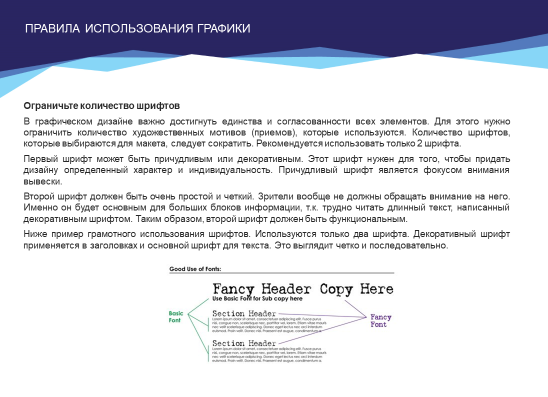 ПРАВИЛА ИСПОЛЬЗОВАНИЯ ГРАФИКИ
Ограничьте количество шрифтов
В графическом дизайне важно достигнуть единства и согласованности всех элементов. Для этого нужно
ограничить количество художественных мотивов (приемов), которые используются. Количество шрифтов,
которые выбираются для макета, следует сократить. Рекомендуется использовать только 2 шрифта.
Первый шрифт может быть причудливым или декоративным. Этот шрифт нужен для того, чтобы придать
дизайну определенный характер и индивидуальность. Причудливый шрифт является фокусом внимания
вывески.
Второй шрифт должен быть очень простой и четкий. Зрители вообще не должны обращать внимание на него.
Именно он будет основным для больших блоков информации, т.к. трудно читать длинный текст, написанный
декоративным шрифтом. Таким образом, второй шрифт должен быть функциональным.
Ниже пример грамотного использования шрифтов. Используются только два шрифта. Декоративный шрифт
применяется в заголовках и основной шрифт для текста. Это выглядит четко и последовательно.
Good Use of Fonts:
Fancy Header Copy Here
Use Basic Font for Sub copy here
Basic
Font
Section Header
Fancy
Font
Section Header